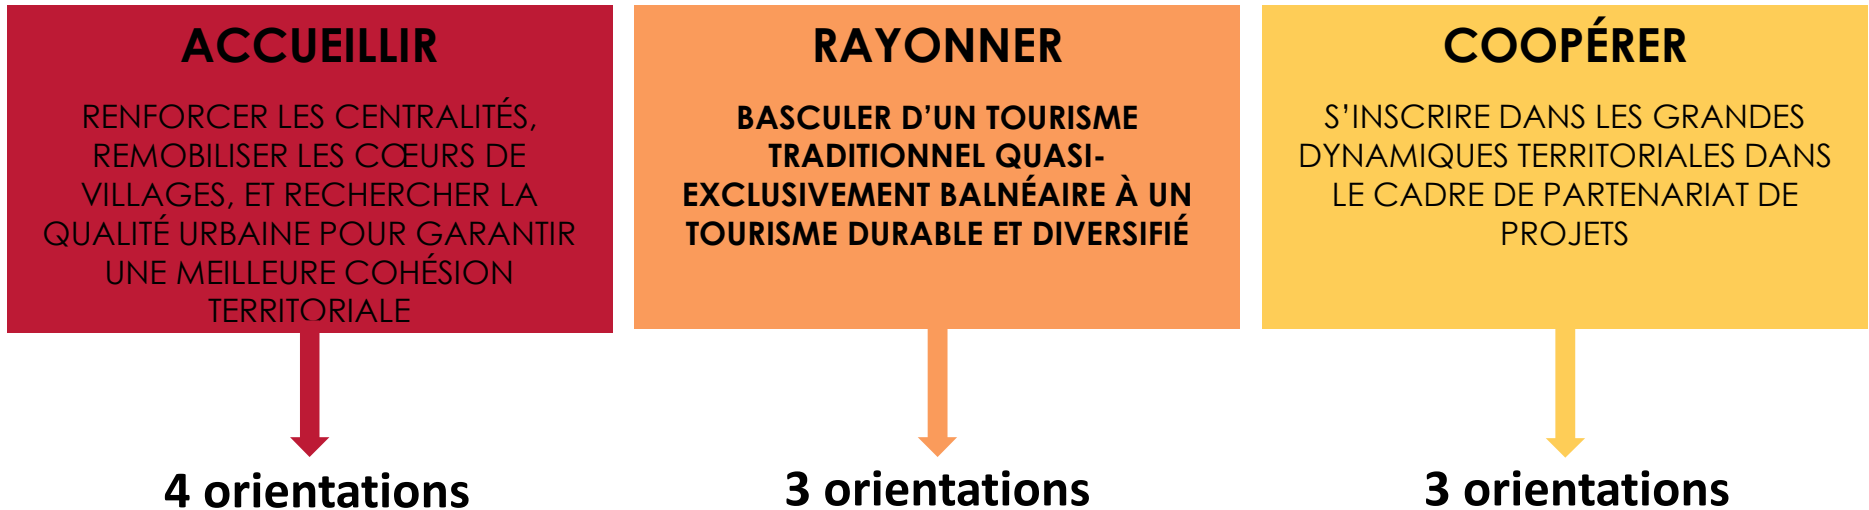 ACCUEILLIR
RENFORCER LES CENTRALITÉS,
REMOBILISER LES CŒURS DE
VILLAGES, ET RECHERCHER LA
QUALITÉ URBAINE POUR GARANTIR
UNE MEILLEURE COHÉSION
TERRITORIALE
4 orientations
RAYONNER
BASCULER D’UN TOURISME
TRADITIONNEL QUASI-
EXCLUSIVEMENT BALNÉAIRE À UN
TOURISME DURABLE ET DIVERSIFIÉ
3 orientations
COOPÉRER
S’INSCRIRE DANS LES GRANDES
DYNAMIQUES TERRITORIALES DANS
LE CADRE DE PARTENARIAT DE
PROJETS
3 orientations